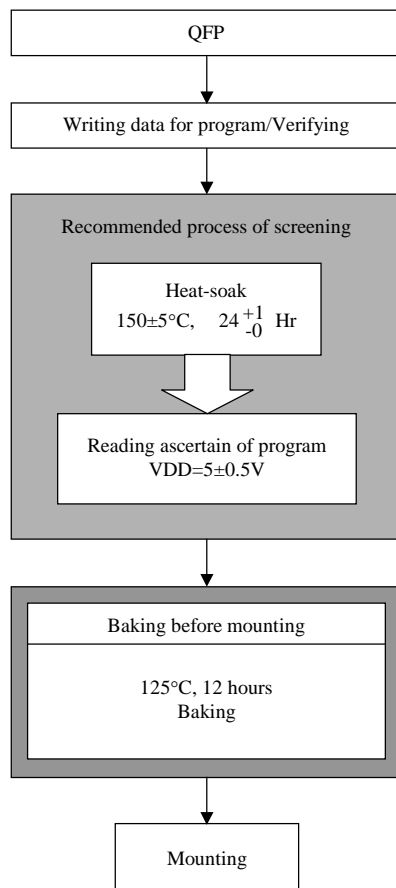 QFP
Writing data for program/Verifying
Recommended process of screening
Heat-soak
150±5°C, 24 +1 -0 Hr
Reading ascertain of program
VDD=5±0.5V
Baking before mounting
125°C, 12 hours
Baking
Mounting